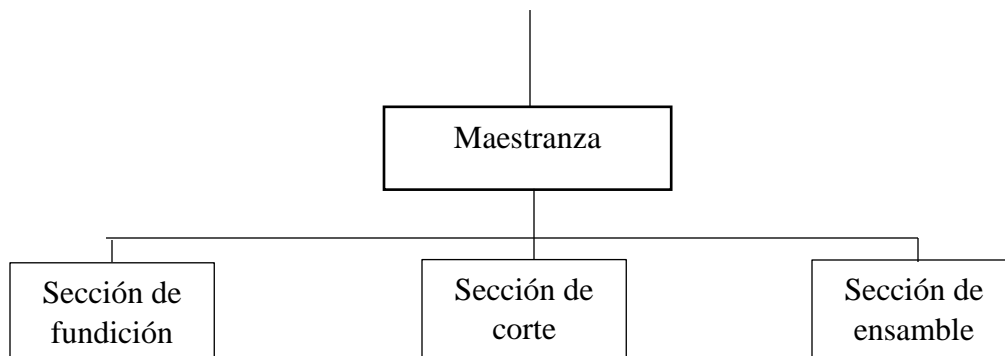 Maestranza
Sección de
fundición
Sección de
corte
Sección de
ensamble